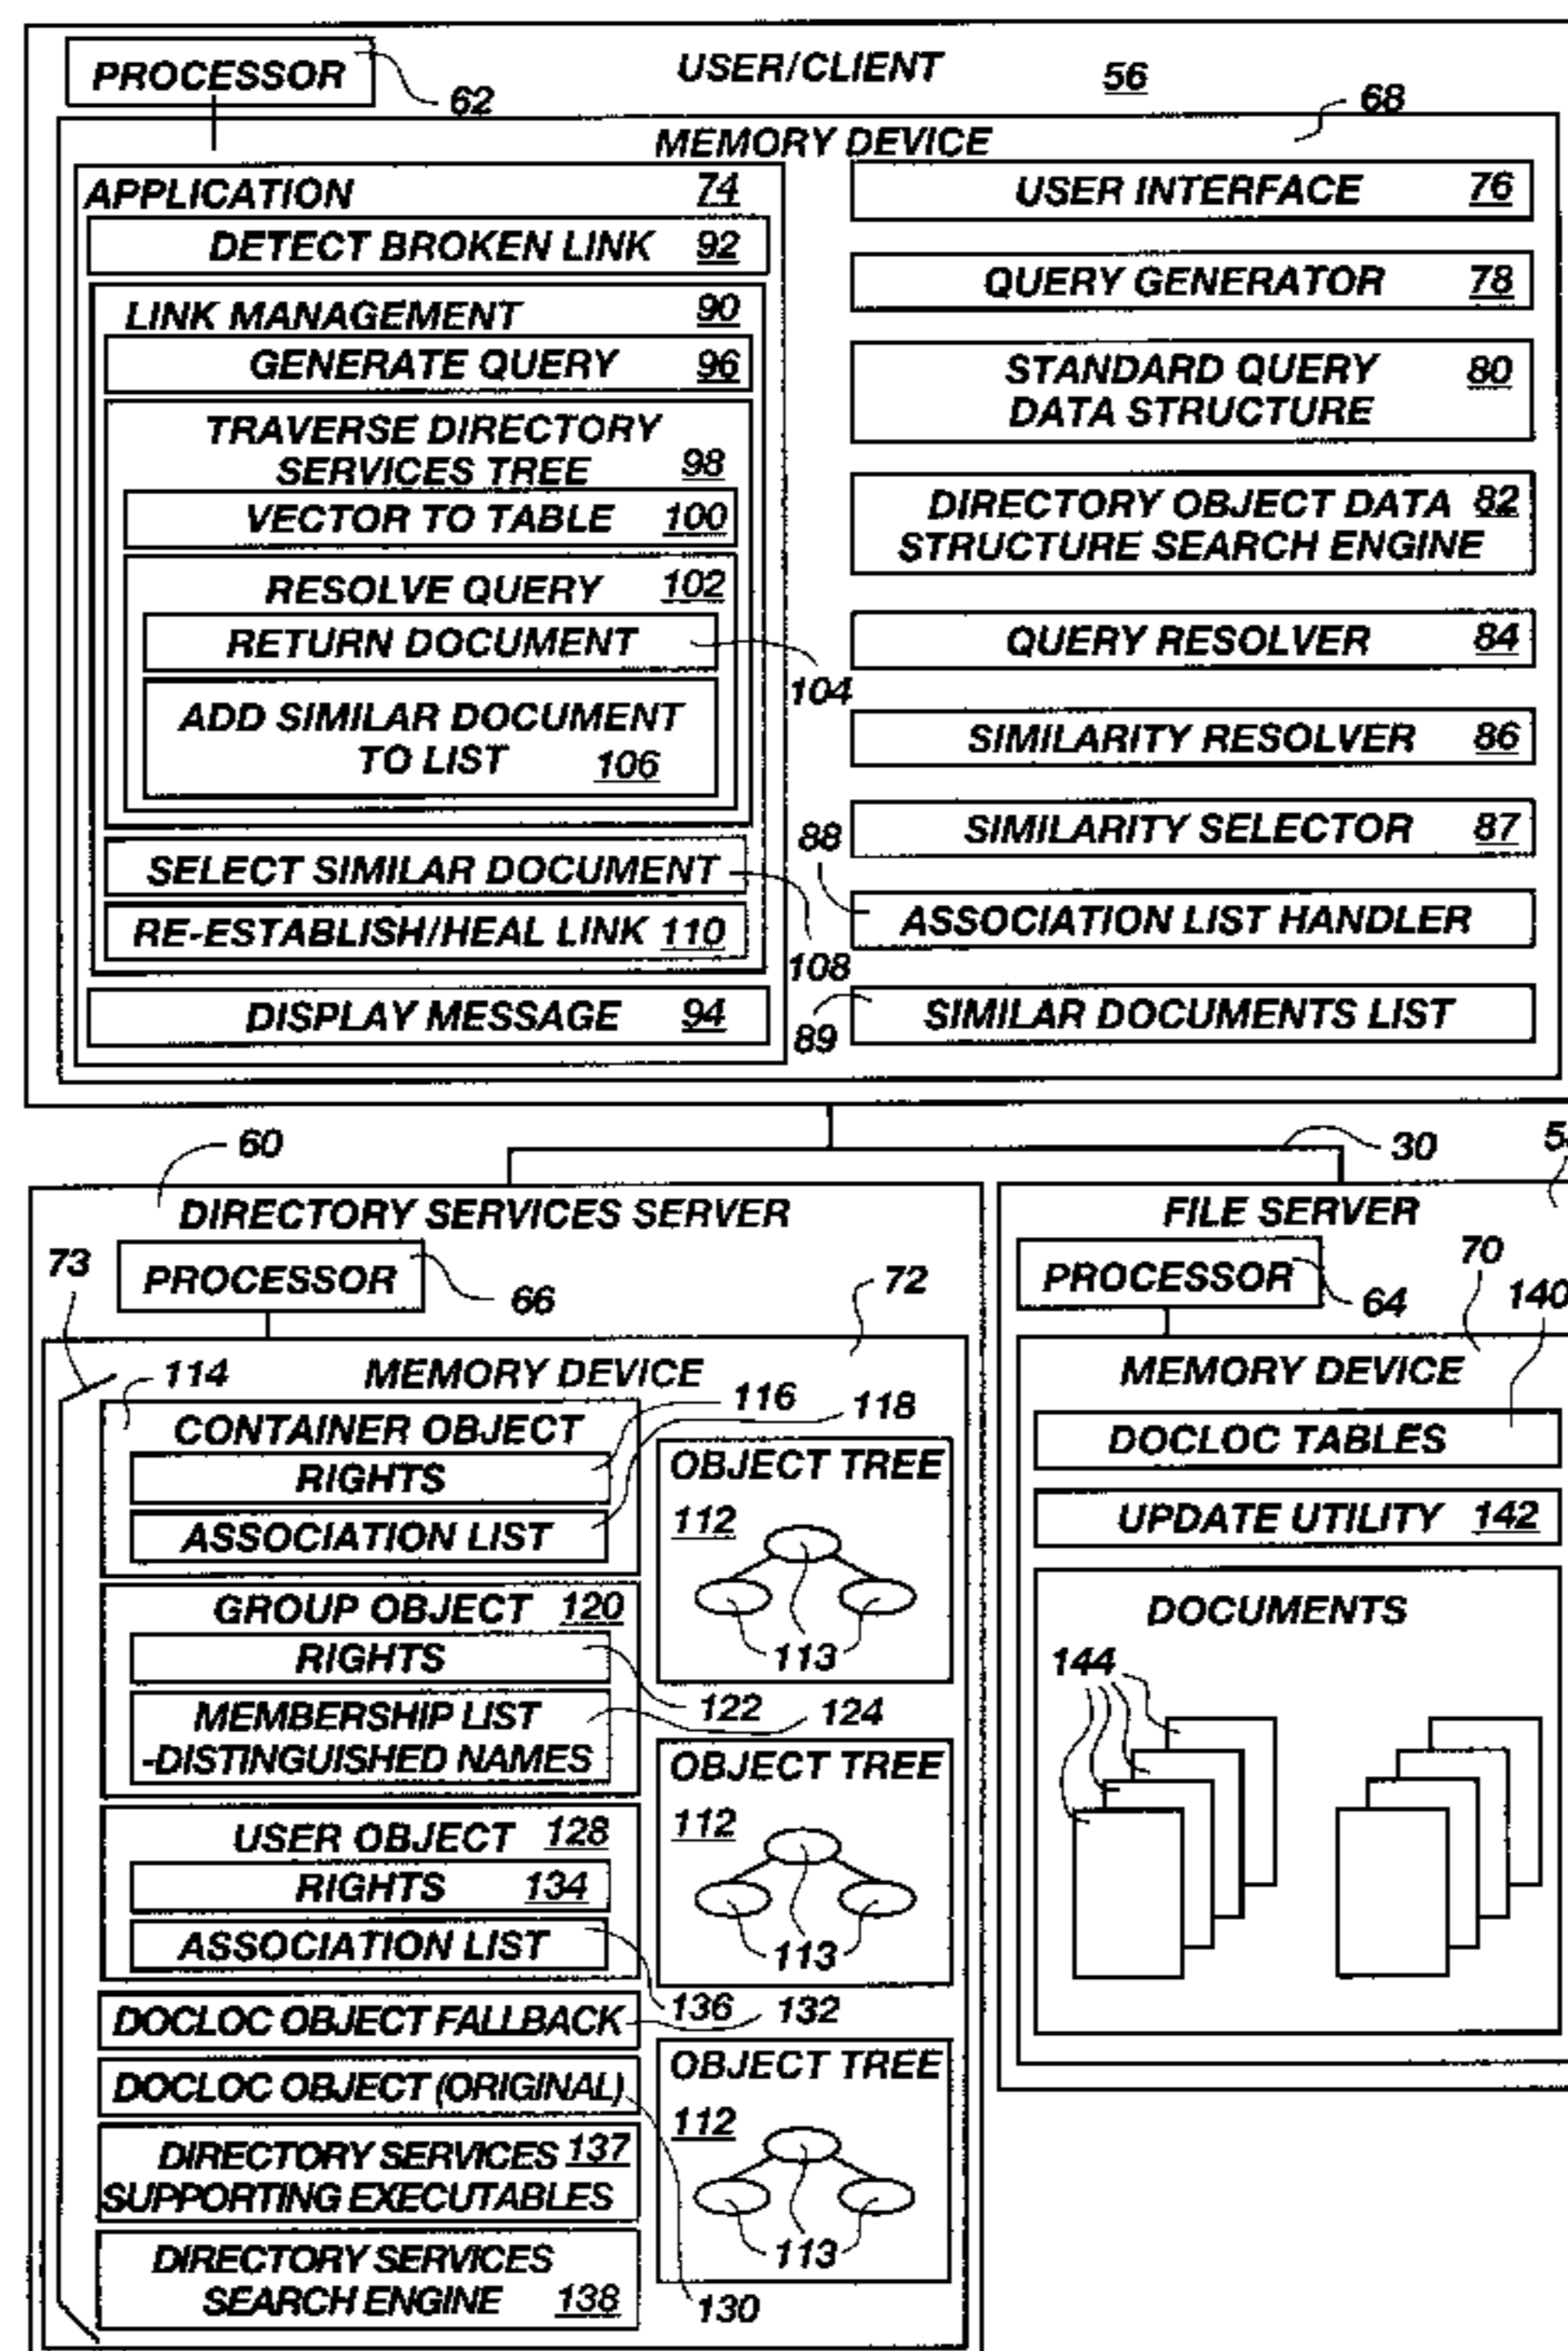 PROCESSOR
62
USER/CLIENT
56
68
MEMORY DEVICE
APPLICATION 74
DETECT BROKEN LINK 92
LINK MANAGEMENT 90
GENERATE QUERY 96
TRAVERSE DIRECTORY
SERVICES TREE 98
VECTOR TO TABLE 100
RESOLVE QUERY 102
RETURN DOCUMENT
104
ADD SIMILAR DOCUMENT
TO LIST 106
SELECT SIMILAR DOCUMENT
108
RE-ESTABLISH/HEAL LINK 110
DISPLAY MESSAGE 94
USER INTERFACE 76
QUERY GENERATOR 78
STANDARD QUERY 80
DATA STRUCTURE
DIRECTORY OBJECT DATA 82
STRUCTURE SEARCH ENGINE
QUERY RESOLVER 84
SIMILARITY RESOLVER 86
SIMILARITY SELECTOR 87
88
ASSOCIATION LIST HANDLER
89
SIMILAR DOCUMENTS LIST
30
60
DIRECTORY SERVICES SERVER
73
PROCESSOR
66
72
MEMORY DEVICE
114
116
118
CONTAINER OBJECT
RIGHTS
ASSOCIATION LIST
GROUP OBJECT 120
RIGHTS
122
MEMBERSHIP LIST
124
-DISTINGUISHED NAMES
USER OBJECT 128
RIGHTS 134
ASSOCIATION LIST
136
132
DOCLOC OBJECT FALLBACK
DOCLOC OBJECT (ORIGINAL)
DIRECTORY SERVICES 137
SUPPORTING EXECUTABLES
DIRECTORY SERVICES
SEARCH ENGINE 138
130
OBJECT TREE
112
113
OBJECT TREE
112
113
OBJECT TREE
112
113
FILE SERVER
PROCESSOR
64
70
140
MEMORY DEVICE
DOCLOC TABLES
UPDATE UTILITY 142
DOCUMENTS
144